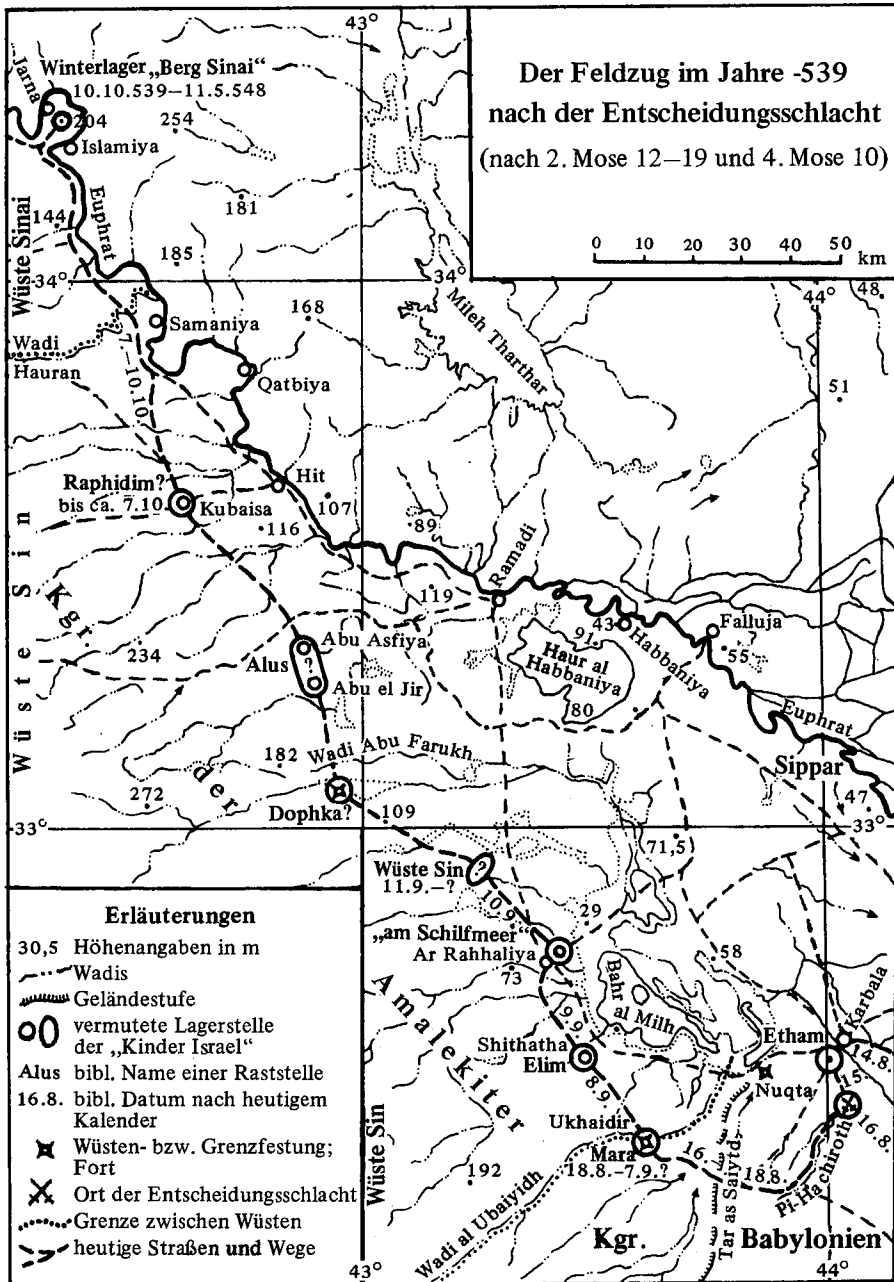 43°
Der Feldzug im Jahre -539
nach der Entscheidungsschlacht
(nach 2. Mose 12–19 und 4. Mose 10)
0 10 20 30 40 50
km
Jarna
Winterlager „Berg Sinai“
10.10.539–11.5.548
204
254
Islamiya
Euphrat
144
181
185
Wüste Sinai
34°
34°
44°
48
Samaniya
168
Mileh Tharthar
Wadi
Hauran
7.–10.10.
Qatbiya
51
Hit
Raphidim?
bis ca. 7.10.
Kubaisa
107
116
89
Ramadi
119
43
Habbaniya
Falluja
55
91
Haur al
Habbaniya
80
Wüste Sin
Kgr.
der
Amalekiter
234
Abu Asfiya
Alus
?
Abu el Jir
Euphrat
Sippar
182
Wadi Abu Farukh
272
Dophka?
109
47
33°
33°
71,5
Wüste Sin
11.9.–?
?
10.9.
29
„am Schilfmeer“
Ar Rahhaliya
73
58
Bahr
al Milh
9.9.
Shithatha
Elim
8.9.
Etham
Karbala
14.8.
15.
Nuqta
16.8.
Ukhaidir
Mara
18.8.–7.9.?
16.
18.8.
Pi-Ha chiroth
Tar as Saiytd
192
Wadi al Ubaiyidh
Wüste Sin
Kgr. Babylonien
43°
44°
Erläuterungen
30,5 Höhenangaben in m
Wadis
Geländestufe
vermutete Lagerstelle
der „Kinder Israel“
Alus bibl. Name einer Raststelle
16.8. bibl. Datum nach heutigem
Kalender
Wüsten- bzw. Grenzfestung;
Fort
Ort der Entscheidungsschlacht
Grenze zwischen Wüsten
heutige Straßen und Wege